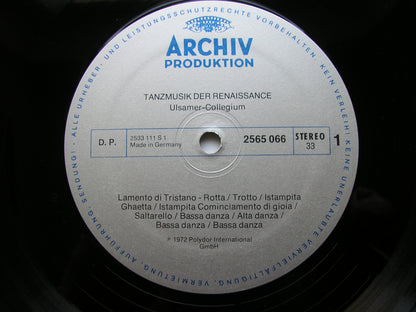 ALLE URHEBER- UND LEISTUNGSSCHUTZRECHTE VORBEHALTEN · KEIN VERLEIH! KEINE UNERLAUBTE VERVIELFÄLTIGUNG, VERMIETUNG, AUFFÜHRUNG, SENDUNG!
ARCHIV
PRODUKTION
TANZMUSIK DER RENAISSANCE
Ulsamer-Collegium
D. P.
2533 111 S 1
Made in Germany
2565 066
STEREO
33
1
Lamento di Tristano - Rotta / Trotto / Istampita
Ghaetta / Istampita Cominciamento di gioia /
Saltarello / Bassa danza / Alta danza /
Bassa danza / Bassa danza
℗ 1972 Polydor International
GmbH